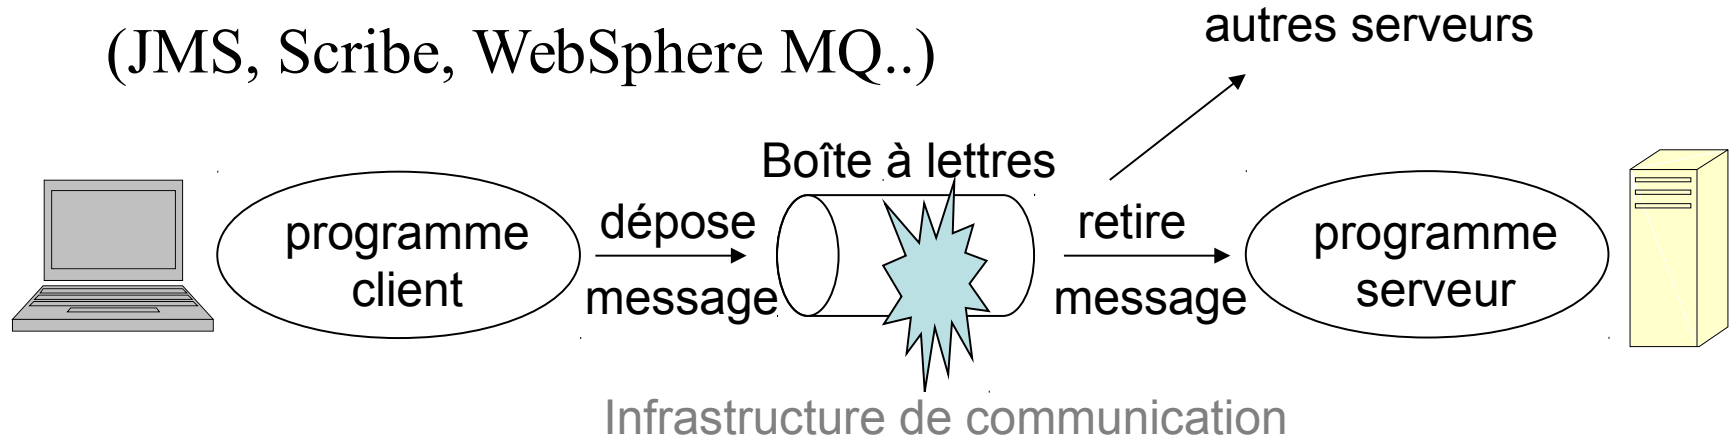 autres serveurs
(JMS, Scribe, WebSphere MQ..)
Boîte à lettres
programme
client
dépose
message
retire
message
programme
serveur
Infrastructure de communication